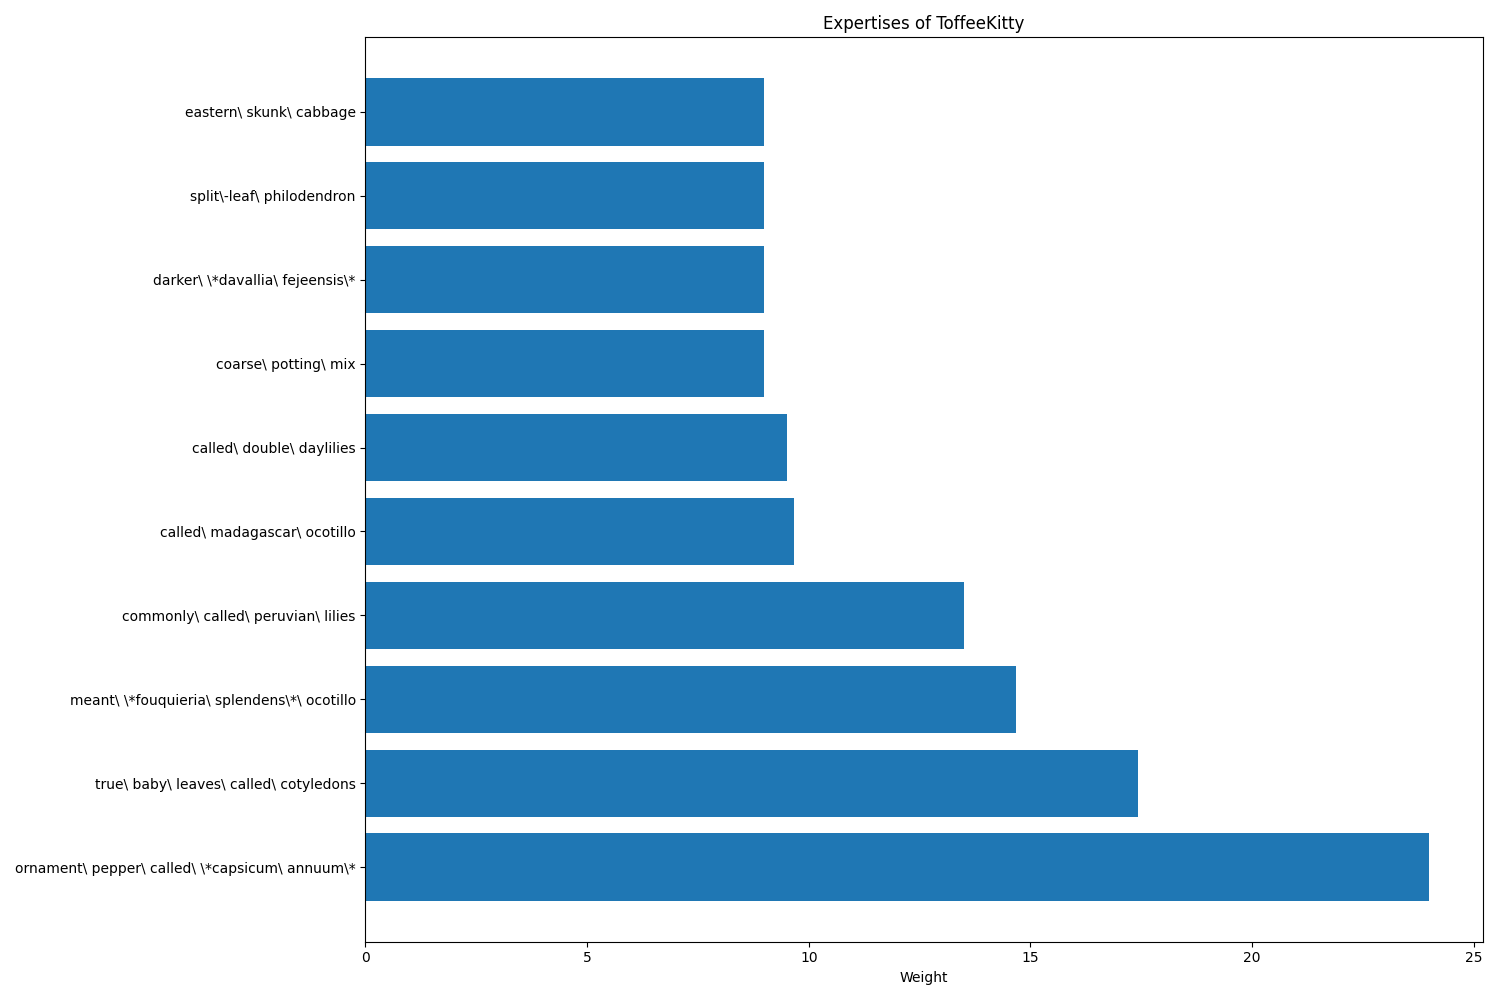 Expertises of ToffeeKitty
eastern\ skunk\ cabbage
split\-leaf\ philodendron
darker\ \*davallia\ fejeensis\*
coarse\ potting\ mix
called\ double\ daylilies
called\ madagascar\ ocotillo
commonly\ called\ peruvian\ lilies
meant\ \*fouquieria\ splendens\*\ ocotillo
true\ baby\ leaves\ called\ cotyledons
ornament\ pepper\ called\ \*capsicum\ annuum\*
0 5 10 15 20 25
Weight